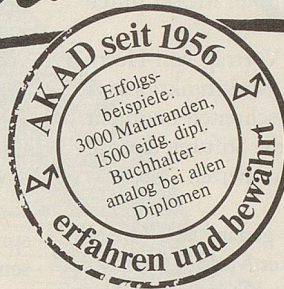 AKAD seit 1956
Erfolgs-
beispiele:
3000 Maturanden,
1500 eidg. dipl.
Buchhalter –
analog bei allen
Diplomen
erfahren und bewährt